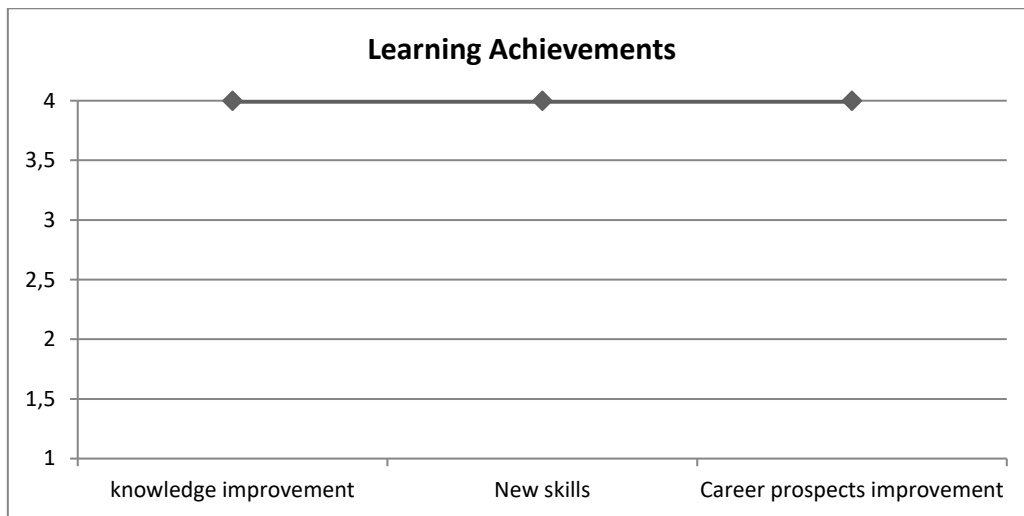 Learning Achievements
4
3,5
3
2,5
2
1,5
1
knowledge improvement
New skills
Career prospects improvement